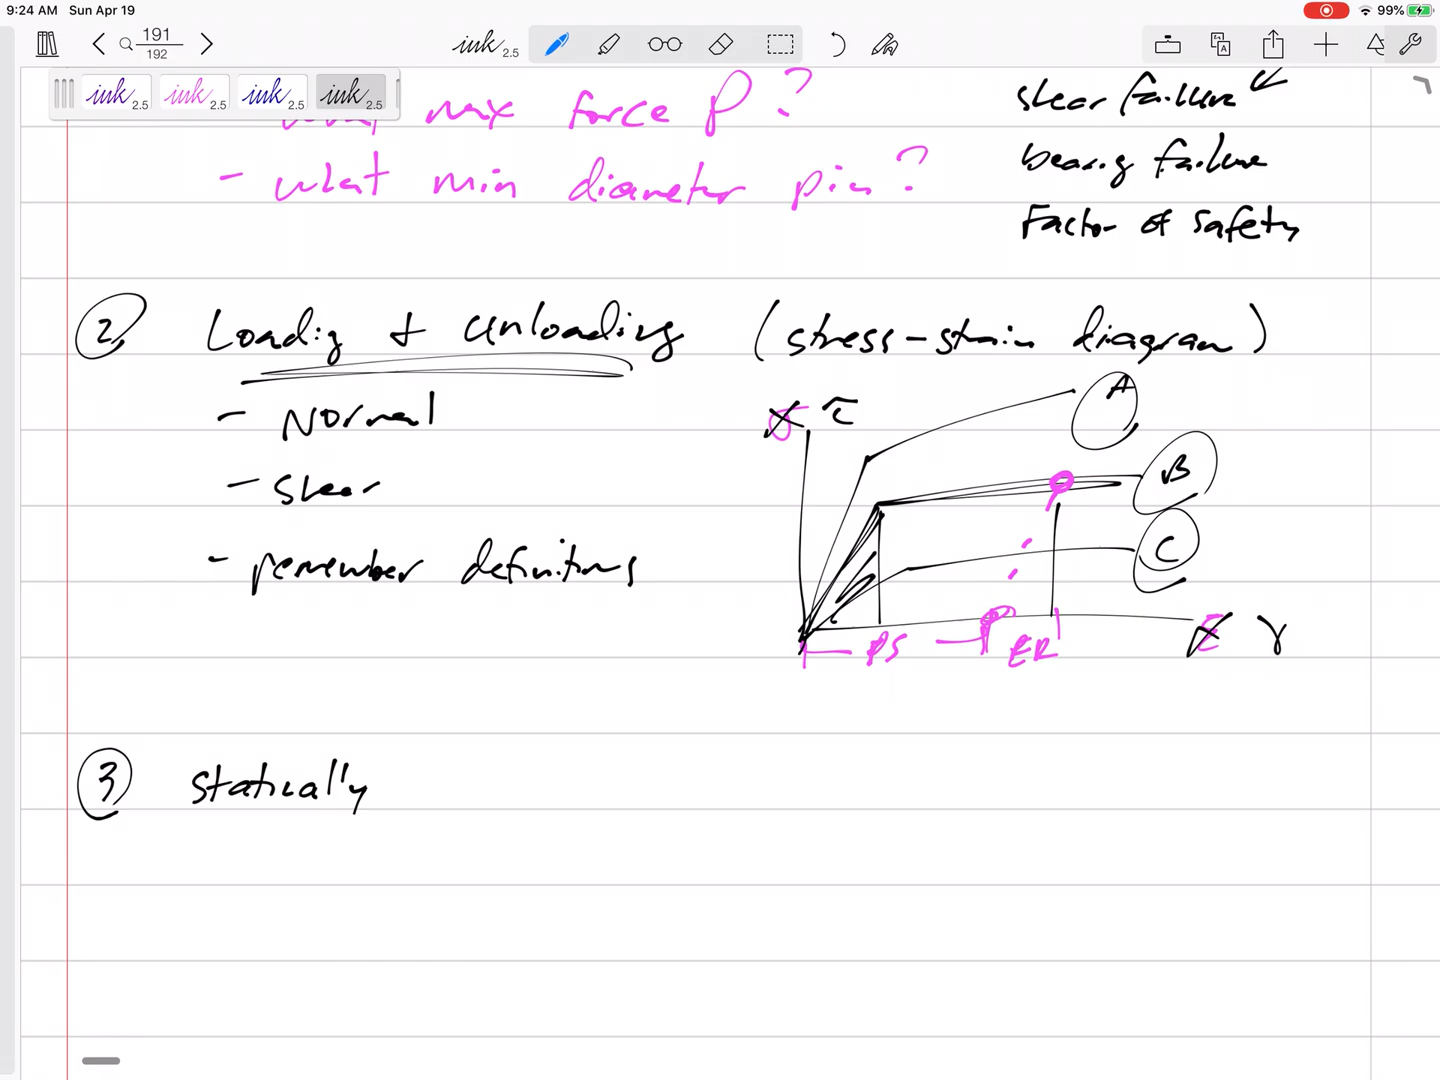 9:24 AM Sun Apr 19
99%
191
192
ink 2.5
ink 2.5
ink 2.5
ink 2.5
ink 2.5
max force P?
- what min diameter pin?
shear failure
bearing failure
Factor of safety
2 Loading + Unloading (stress-strain diagram)
- Normal
- Shear
- remember definitions
σ τ
A
B
C
PS
ER
ε γ
3 statically